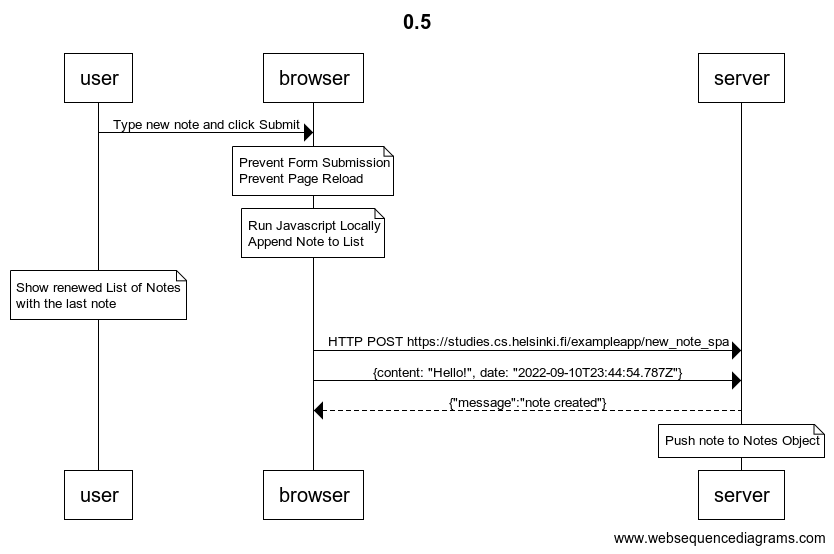 0.5
user
browser
server
Type new note and click Submit
Prevent Form Submission
Prevent Page Reload
Run Javascript Locally
Append Note to List
Show renewed List of Notes
with the last note
HTTP POST https://studies.cs.helsinki.fi/exampleapp/new_note_spa
{content: "Hello!", date: "2022-09-10T23:44:54.787Z"}
{"message":"note created"}
Push note to Notes Object
user
browser
server
www.websequencediagrams.com